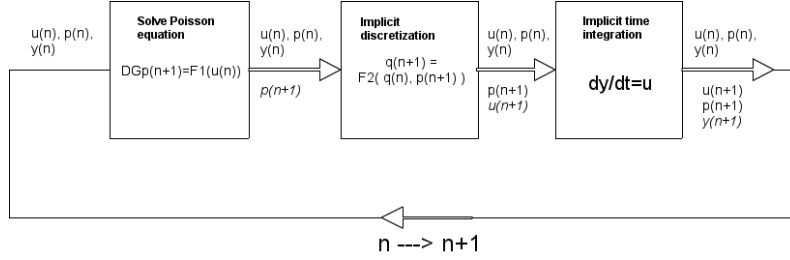 u(n), p(n),
y(n)
Solve Poisson
equation
DGp(n+1)=F1(u(n))
u(n), p(n),
y(n)
p(n+1)
Implicit
discretization
q(n+1) =
F2( q(n), p(n+1) )
u(n), p(n),
y(n)
p(n+1)
u(n+1)
Implicit time
integration
dy/dt=u
u(n), p(n),
y(n)
u(n+1)
p(n+1)
y(n+1)
n ---> n+1